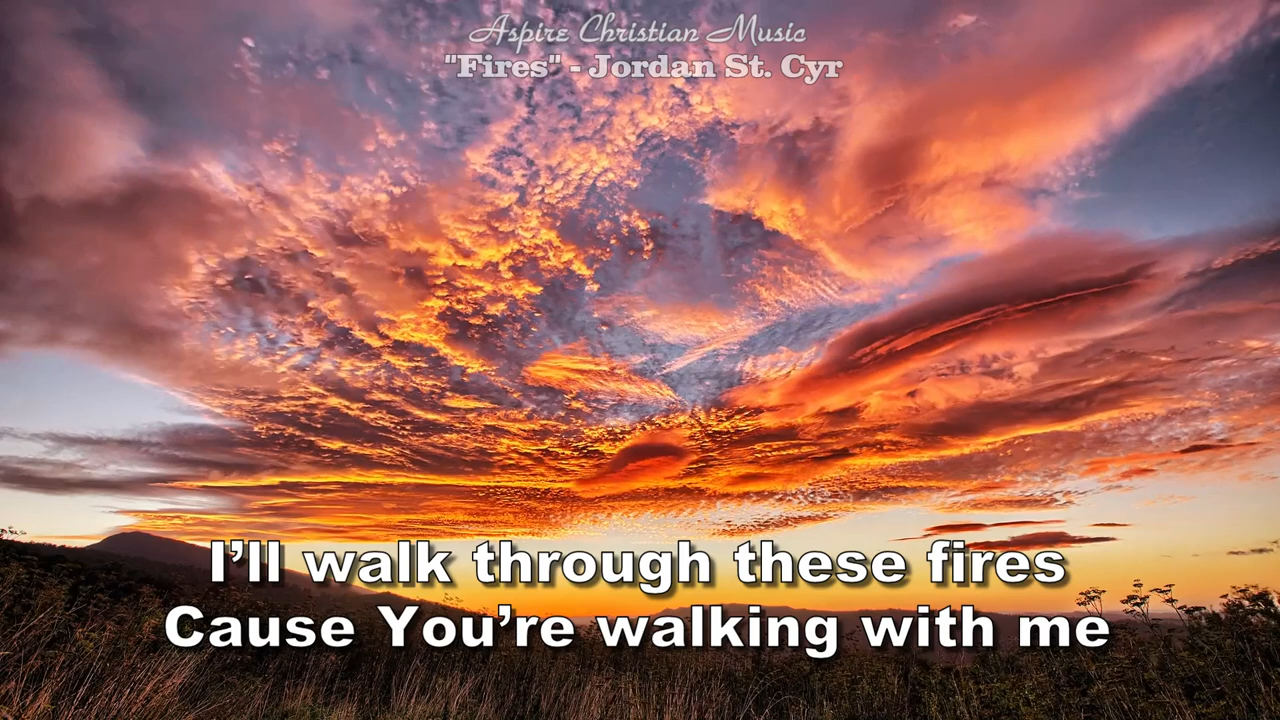 Aspire Christian Music
"Fires" - Jordan St. Cyr
I’ll walk through these fires
Cause You’re walking with me